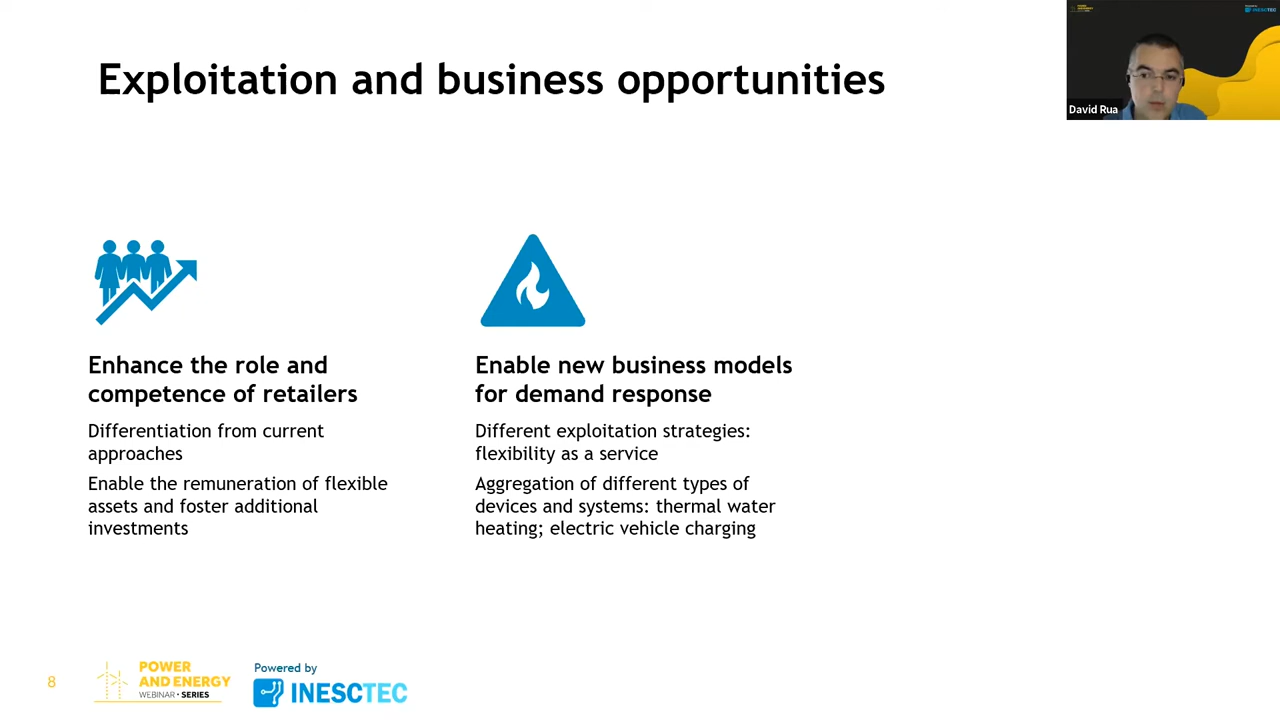 Exploitation and business opportunities
David Rua
Enhance the role and
competence of retailers
Differentiation from current
approaches
Enable the remuneration of flexible
assets and foster additional
investments
Enable new business models
for demand response
Different exploitation strategies:
flexibility as a service
Aggregation of different types of
devices and systems: thermal water
heating; electric vehicle charging
8
POWER
AND ENERGY
WEBINAR • SERIES
Powered by
INESCTEC
INESCTEC